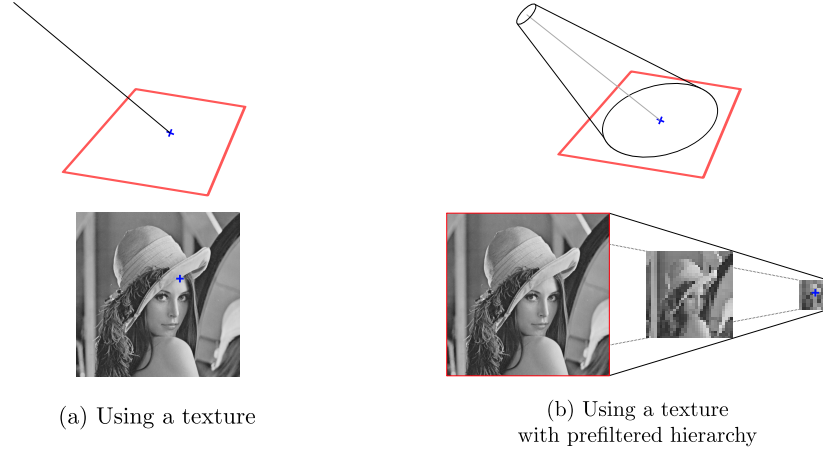 (a) Using a texture
(b) Using a texture
with prefiltered hierarchy